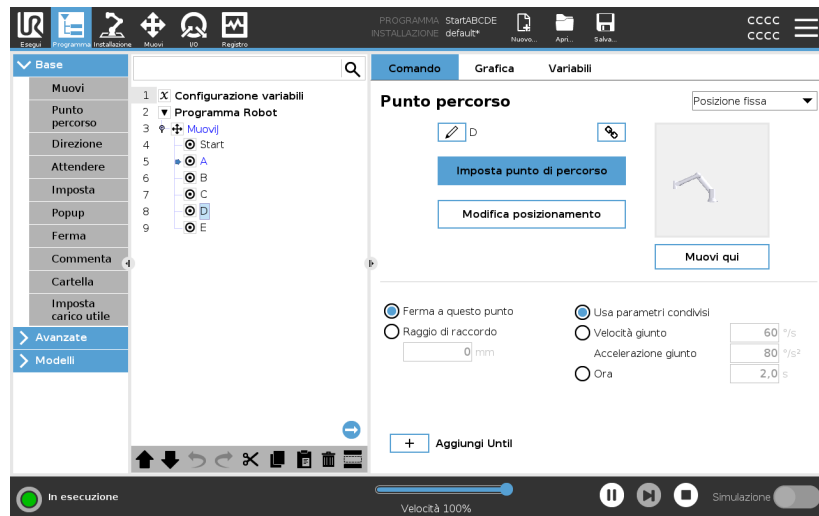 UR
PROGRAMMA StartABCDE
INSTALLAZIONE default*
Esegui Programma Installazione Muovi I/O Registro
Nuovo... Apri... Salva...
CCCC
CCCC
Base
Muovi
Punto
percorso
Direzione
Attendere
Imposta
Popup
Ferma
Commenta
Cartella
Imposta
carico utile
Avanzate
Modelli
1 X Configurazione variabili
2 Programma Robot
3 MuoviJ
4 Start
5 A
6 B
7 C
8 D
9 E
Comando Grafica Variabili
Punto percorso
Posizione fissa
D
Imposta punto di percorso
Modifica posizionamento
Muovi qui
Ferma a questo punto
Raggio di raccordo
0 mm
Usa parametri condivisi
Velocità giunto 60 °/s
Accelerazione giunto 80 °/s²
Ora 2,0 s
+ Aggiungi Until
In esecuzione
Velocità 100%
Simulazione